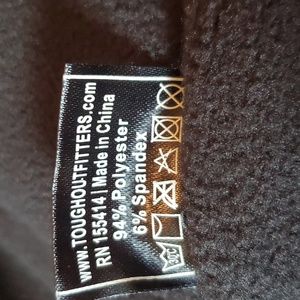 www.TOUGHOUTFITTERS.com
RN 155414 | Made in China
94% Polyester
6% Spandex